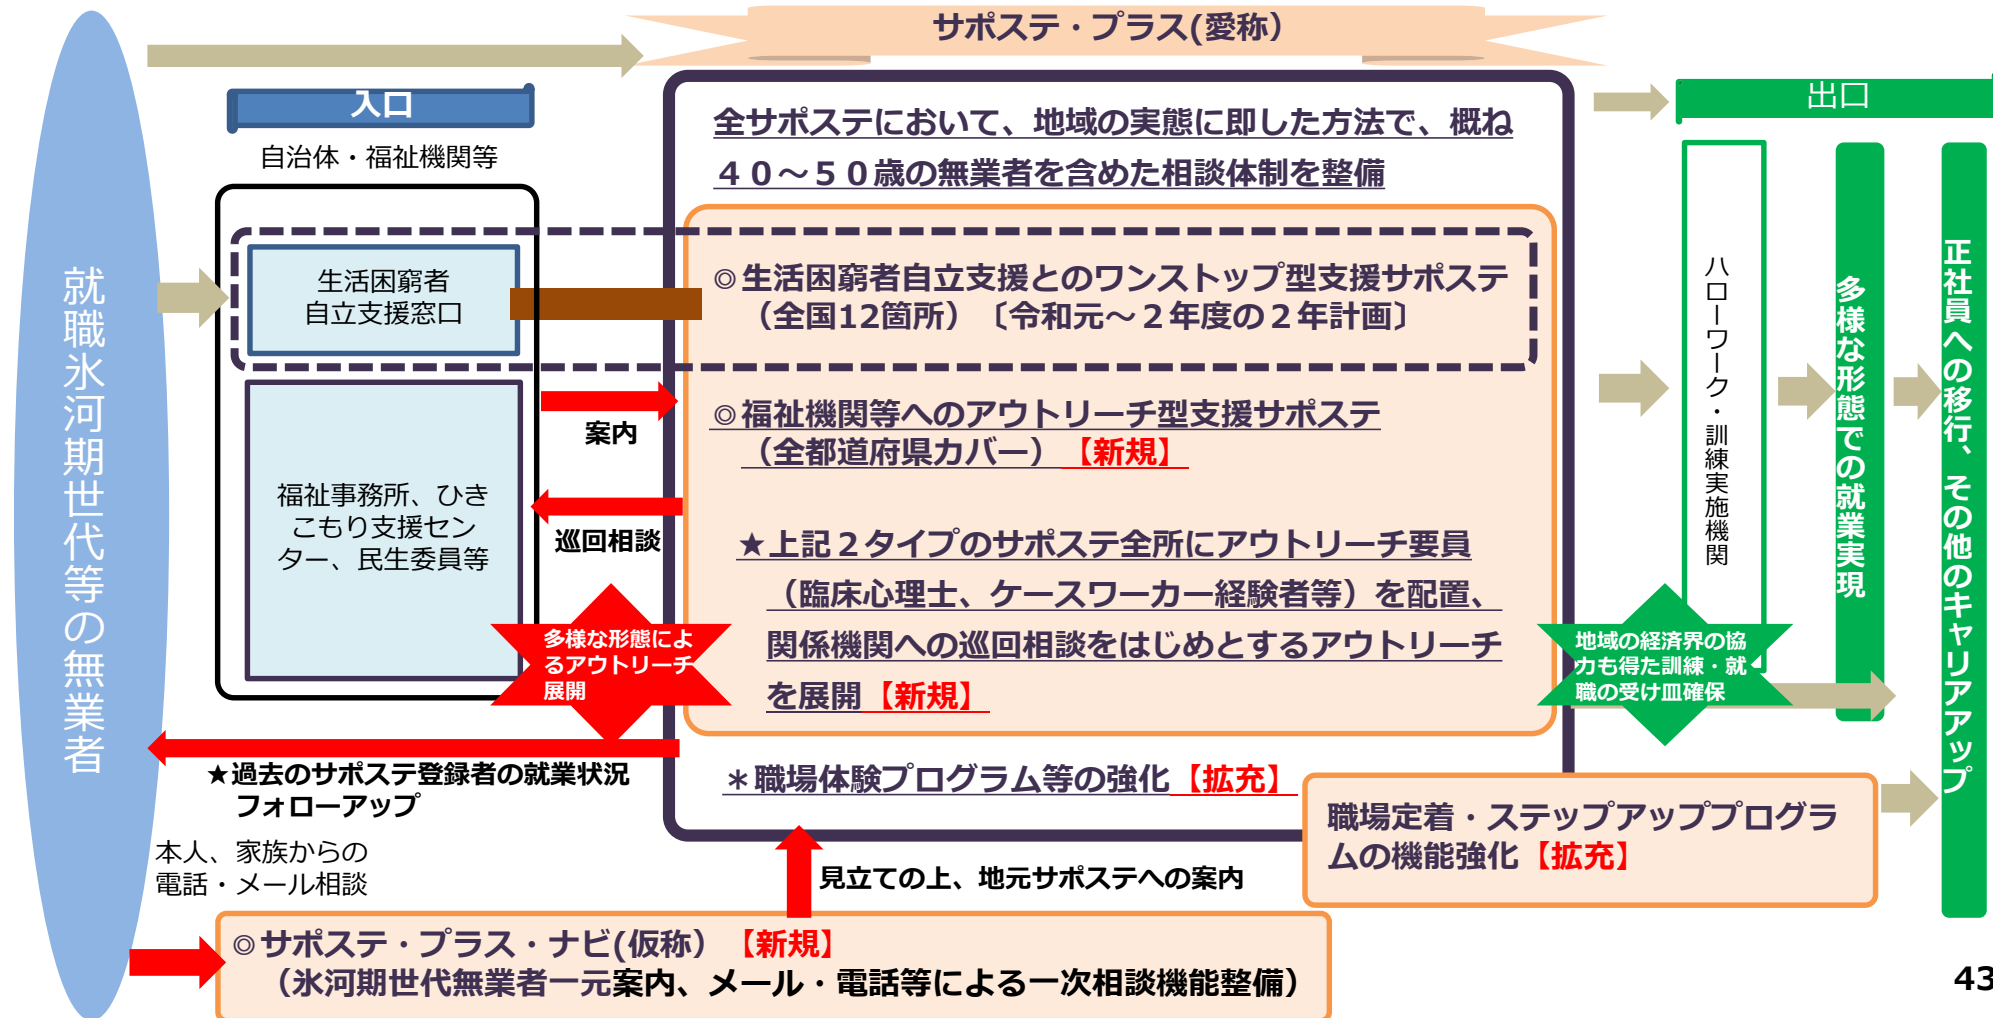 サポステ・プラス(愛称)
就職氷河期世代等の無業者
入口
自治体・福祉機関等
生活困窮者
自立支援窓口
福祉事務所、ひき
こもり支援セン
ター、民生委員等
案内
巡回相談
多様な形態によ
るアウトリーチ
展開
★過去のサポステ登録者の就業状況
フォローアップ
本人、家族からの
電話・メール相談
全サポステにおいて、地域の実態に即した方法で、概ね
４０～５０歳の無業者を含めた相談体制を整備
◎生活困窮者自立支援とのワンストップ型支援サポステ
（全国12箇所）〔令和元～２年度の２年計画〕
◎福祉機関等へのアウトリーチ型支援サポステ
（全都道府県カバー）【新規】
★上記２タイプのサポステ全所にアウトリーチ要員
（臨床心理士、ケースワーカー経験者等）を配置、
関係機関への巡回相談をはじめとするアウトリーチ
を展開【新規】
＊職場体験プログラム等の強化【拡充】
職場定着・ステップアッププログラ
ムの機能強化【拡充】
見立ての上、地元サポステへの案内
◎サポステ・プラス・ナビ(仮称）【新規】
（氷河期世代無業者一元案内、メール・電話等による一次相談機能整備）
出口
ハローワーク・訓練実施機関
多様な形態での就業実現
正社員への移行、その他のキャリアアップ
地域の経済界の協
力も得た訓練・就
職の受け皿確保
43